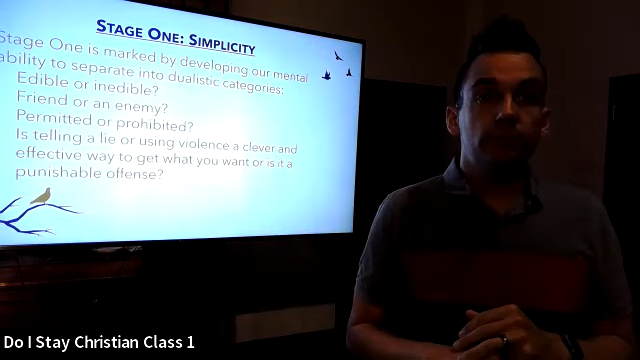 STAGE ONE: SIMPLICITY
Stage One is marked by developing our mental
ability to separate into dualistic categories:
Edible or inedible?
Friend or an enemy?
Permitted or prohibited?
Is telling a lie or using violence a clever and
effective way to get what you want or is it a
punishable offense?
Do I Stay Christian Class 1